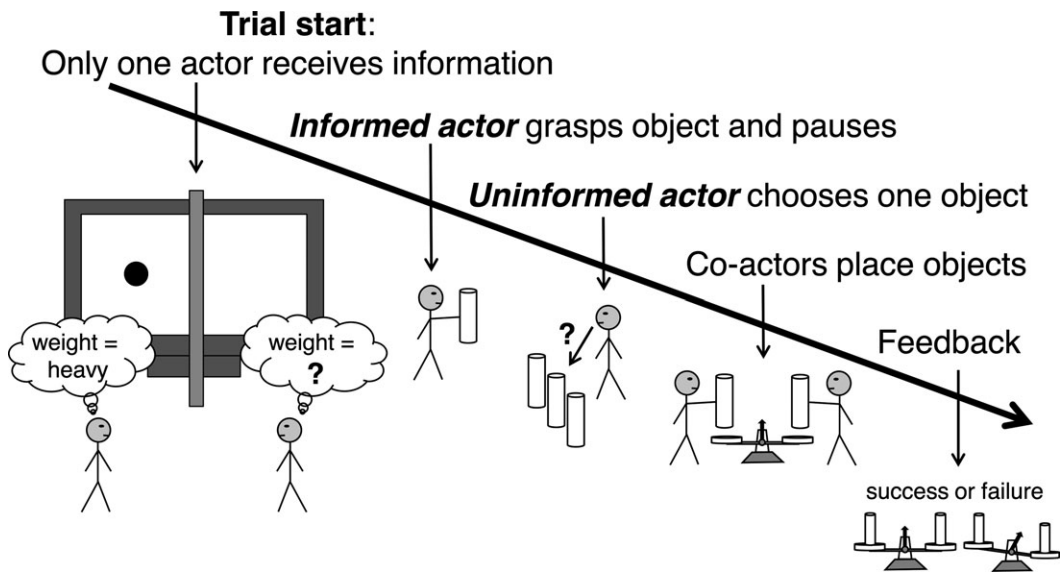 Trial start:
Only one actor receives information
Informed actor grasps object and pauses
Uninformed actor chooses one object
Co-actors place objects
Feedback
weight =
heavy
weight =
?
?
success or failure